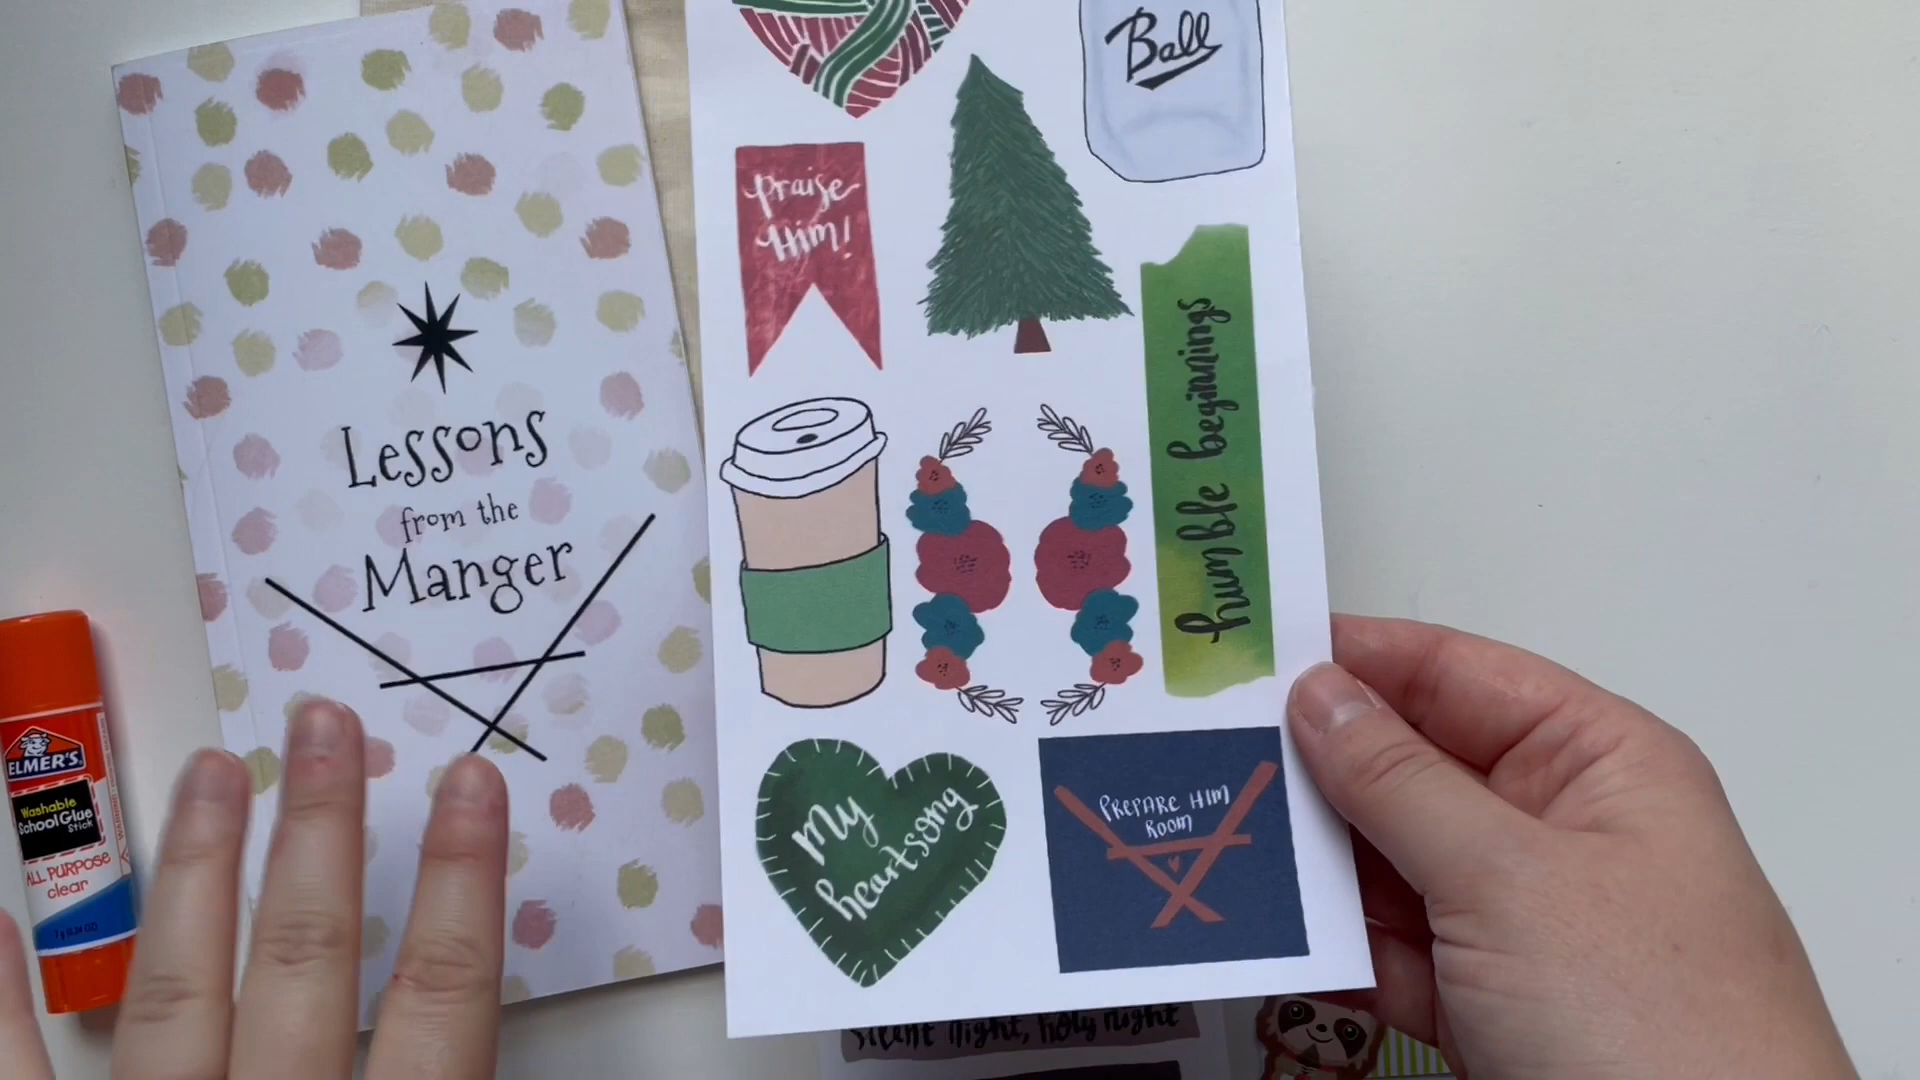 Ball
Praise
Him!
humble beginnings
Lessons
from the
Manger
ELMER'S
Washable
School Glue
Stick
ALL PURPOSE
clear
My
heartsong
PREPARE HIM
ROOM
Silent night, holy night